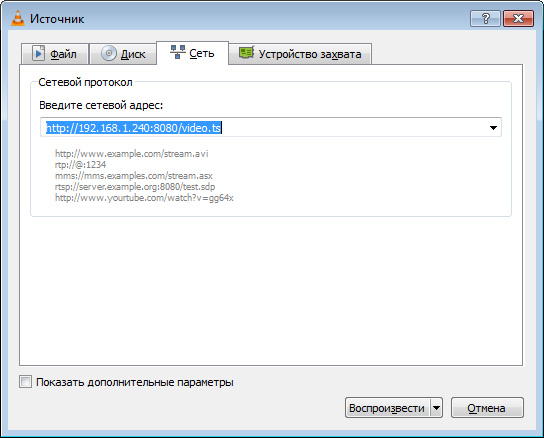 Источник
Файл
Диск
Сеть
Устройство захвата
Сетевой протокол
Введите сетевой адрес:
http://192.168.1.240:8080/video.ts
http://www.example.com/stream.avi
rtp://@:1234
mms://mms.examples.com/stream.asx
rtsp://server.example.org:8080/test.sdp
http://www.yourtube.com/watch?v=gg64x
Показать дополнительные параметры
Воспроизвести
Отмена